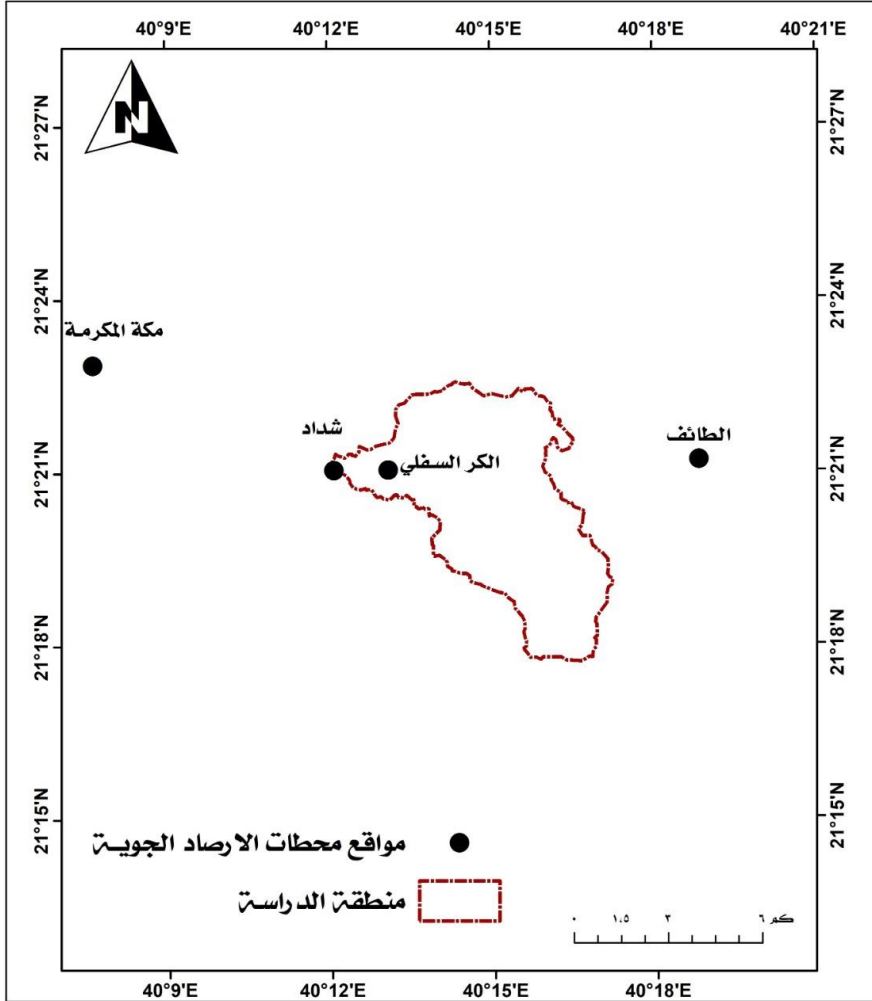 40°9'E 40°12'E 40°15'E 40°18'E 40°21'E
N
21°27'N 21°27'N
21°24'N 21°24'N
مكة المكرمة
شداد
الطائف
الكر السفلي
21°21'N 21°21'N
21°18'N 21°18'N
21°15'N 21°15'N
مواقع محطات الارصاد الجوية
منطقة الدراسة
٠ ١.٥ ٣ ٦ كم
40°9'E 40°12'E 40°15'E 40°18'E